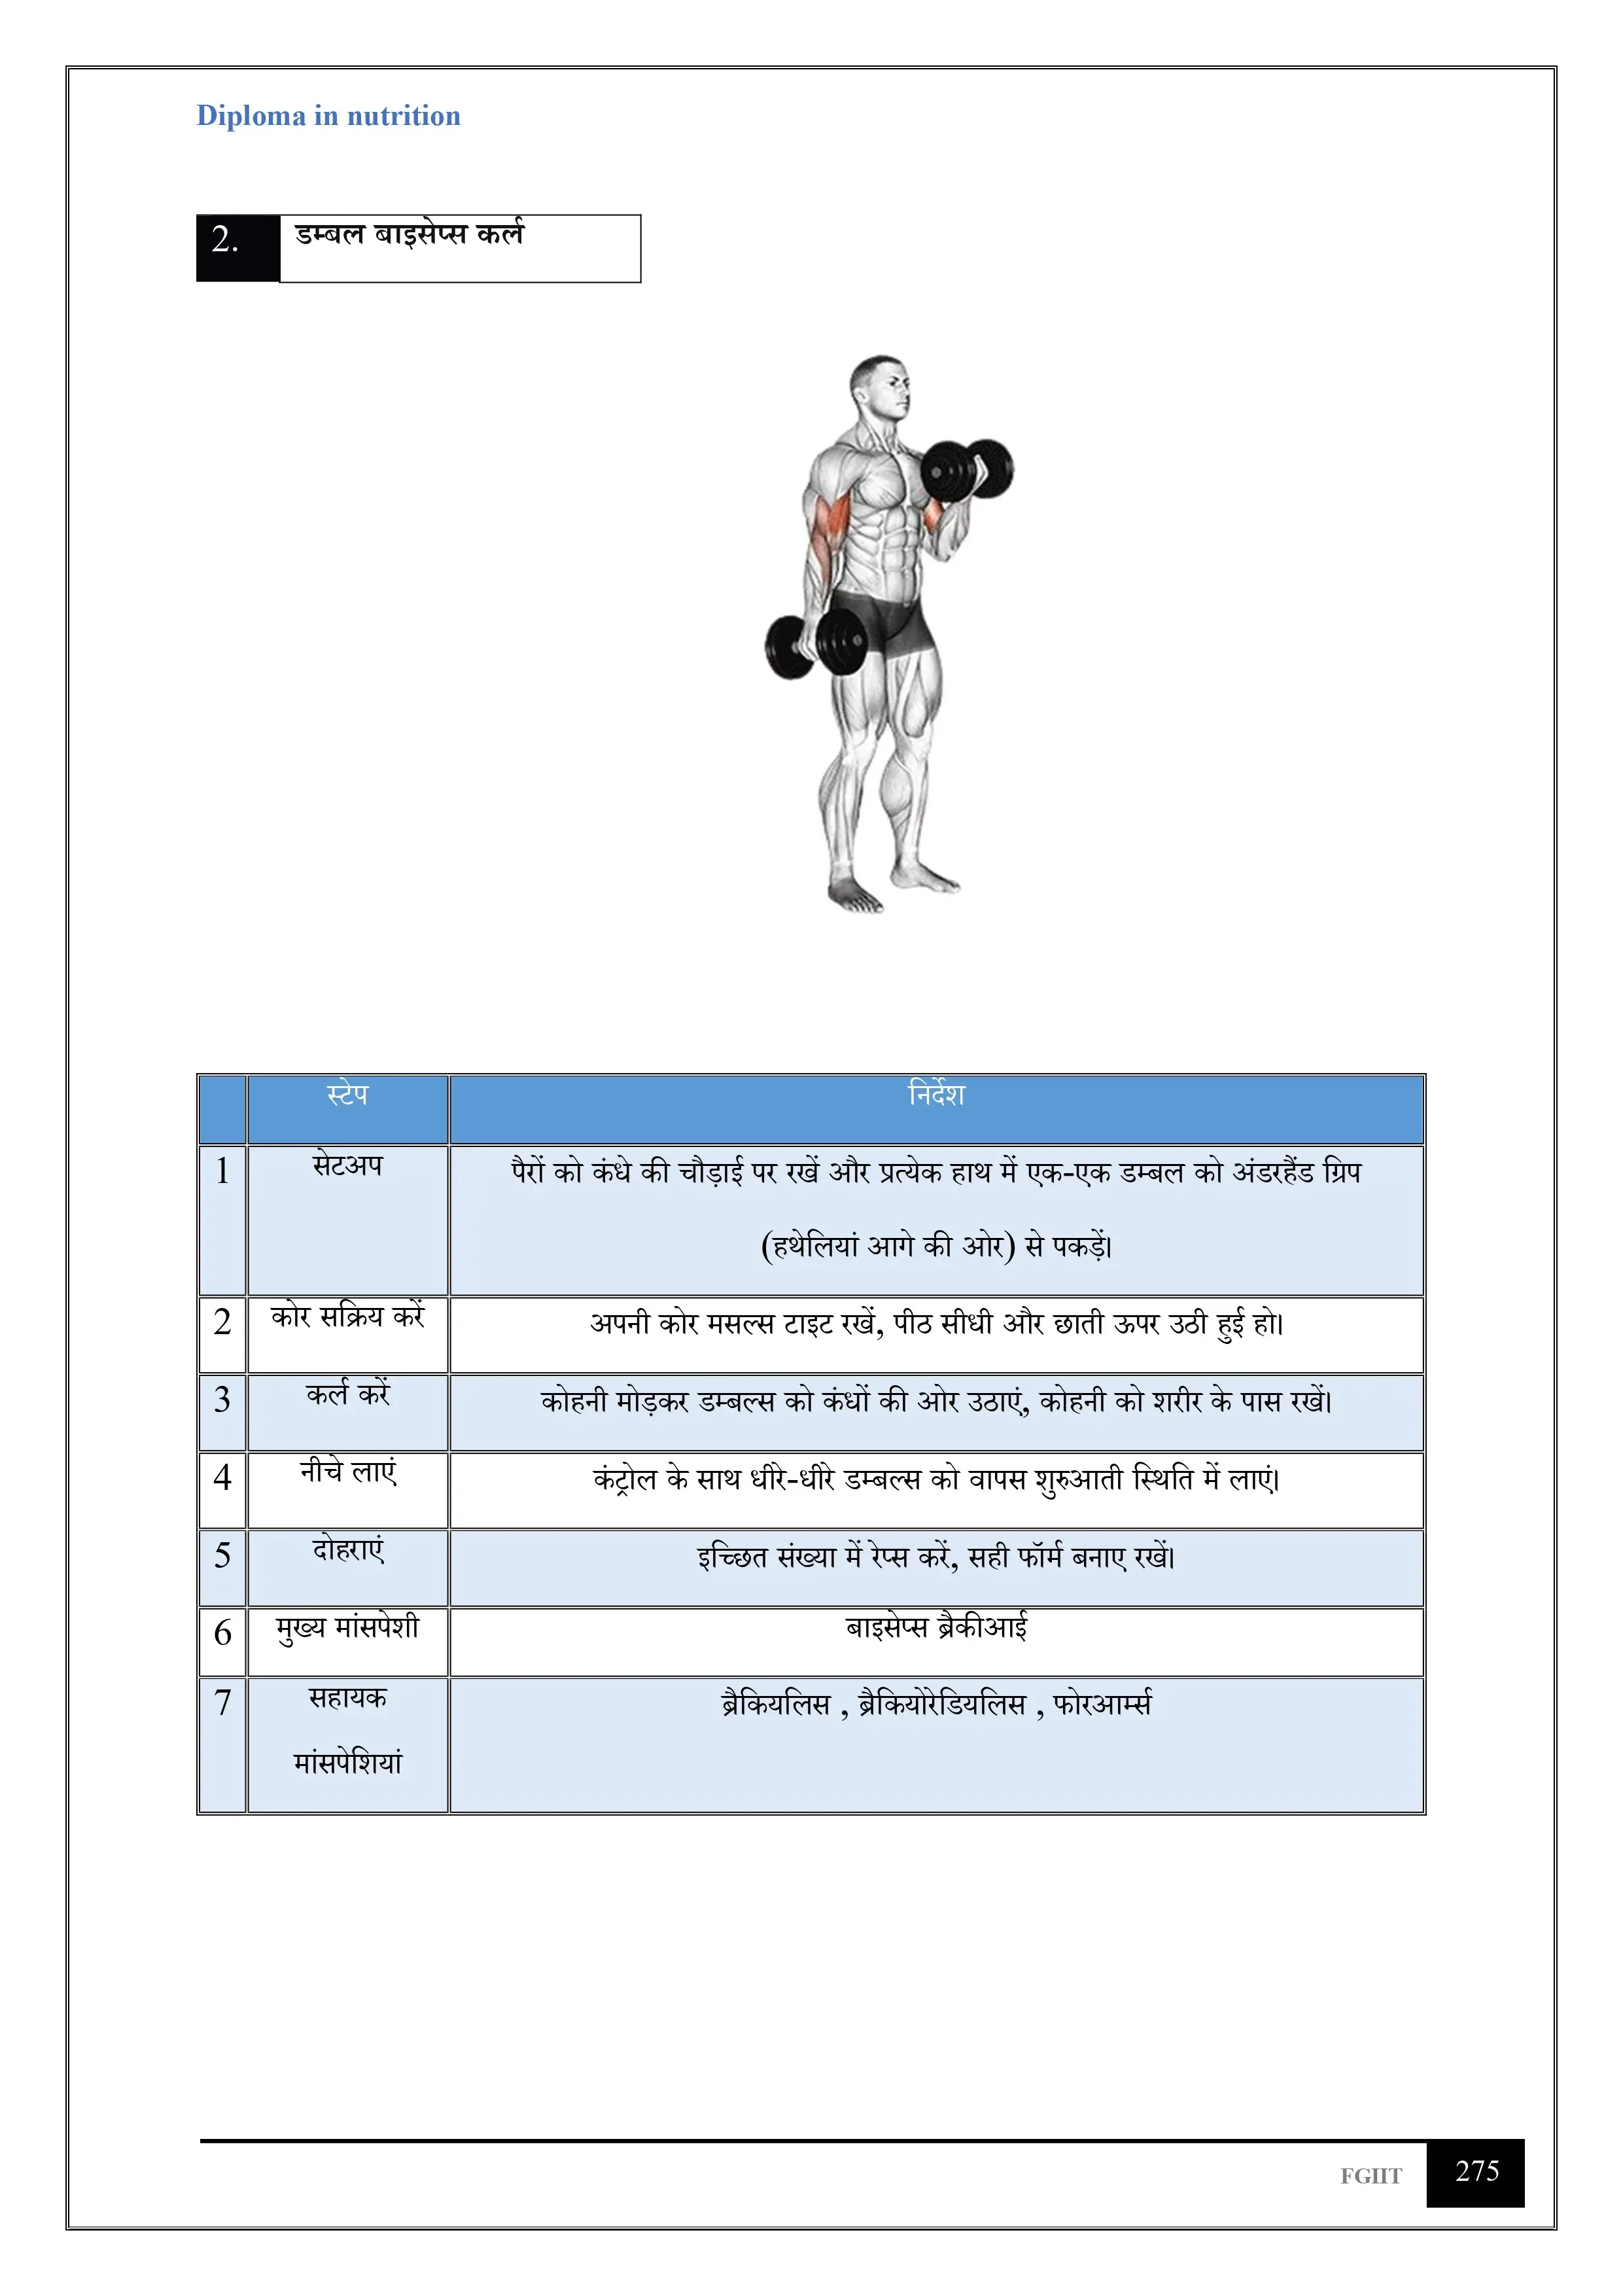 Diploma in nutrition
2. डम्बल बाइसेप्स कर्ल
स्टेप निर्देश
1 सेटअप पैरों को कंधे की चौड़ाई पर रखें और प्रत्येक हाथ में एक-एक डम्बल को अंडरहैंड ग्रिप
(हथेलियां आगे की ओर) से पकड़ें।
2 कोर सक्रिय करें अपनी कोर मसल्स टाइट रखें, पीठ सीधी और छाती ऊपर उठी हुई हो।
3 कर्ल करें कोहनी मोड़कर डम्बल्स को कंधों की ओर उठाएं, कोहनी को शरीर के पास रखें।
4 नीचे लाएं कंट्रोल के साथ धीरे-धीरे डम्बल्स को वापस शुरुआती स्थिति में लाएं।
5 दोहराएं इच्छित संख्या में रेप्स करें, सही फॉर्म बनाए रखें।
6 मुख्य मांसपेशी बाइसेप्स ब्रैकीआई
7 सहायक ब्रैकियलिस , ब्रैकियोरेडियलिस , फोरआर्म्स
मांसपेशियां
FGIIT 275